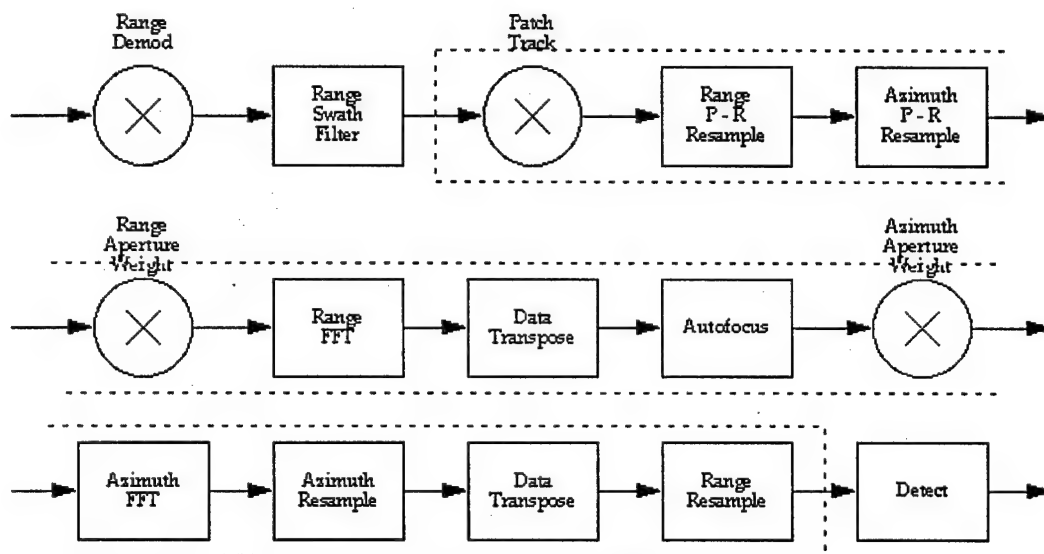 Range
Demod
Range
Swath
Filter
Patch
Track
Range
P - R
Resample
Azimuth
P - R
Resample
Range
Aperture
Weight
Range
FFT
Data
Transpose
Autofocus
Azimuth
Aperture
Weight
Azimuth
FFT
Azimuth
Resample
Data
Transpose
Range
Resample
Detect